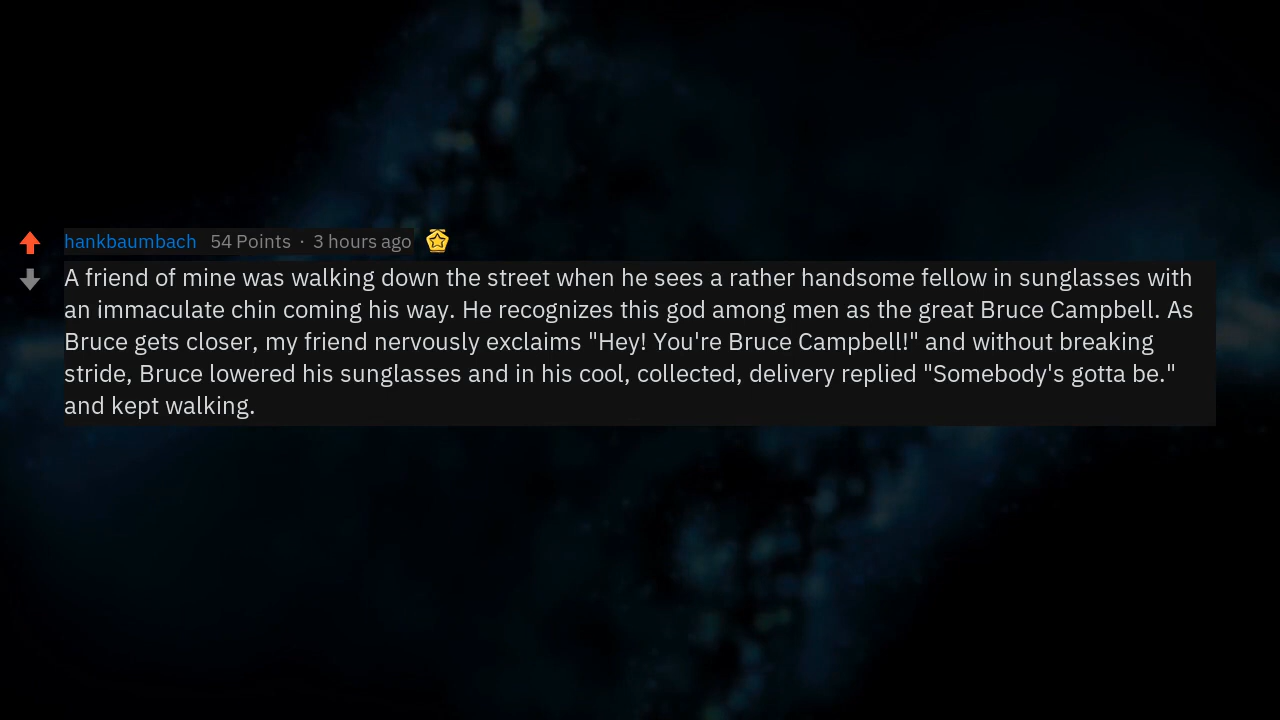 hankbaumbach 54 Points · 3 hours ago
A friend of mine was walking down the street when he sees a rather handsome fellow in sunglasses with
an immaculate chin coming his way. He recognizes this god among men as the great Bruce Campbell. As
Bruce gets closer, my friend nervously exclaims "Hey! You're Bruce Campbell!" and without breaking
stride, Bruce lowered his sunglasses and in his cool, collected, delivery replied "Somebody's gotta be."
and kept walking.